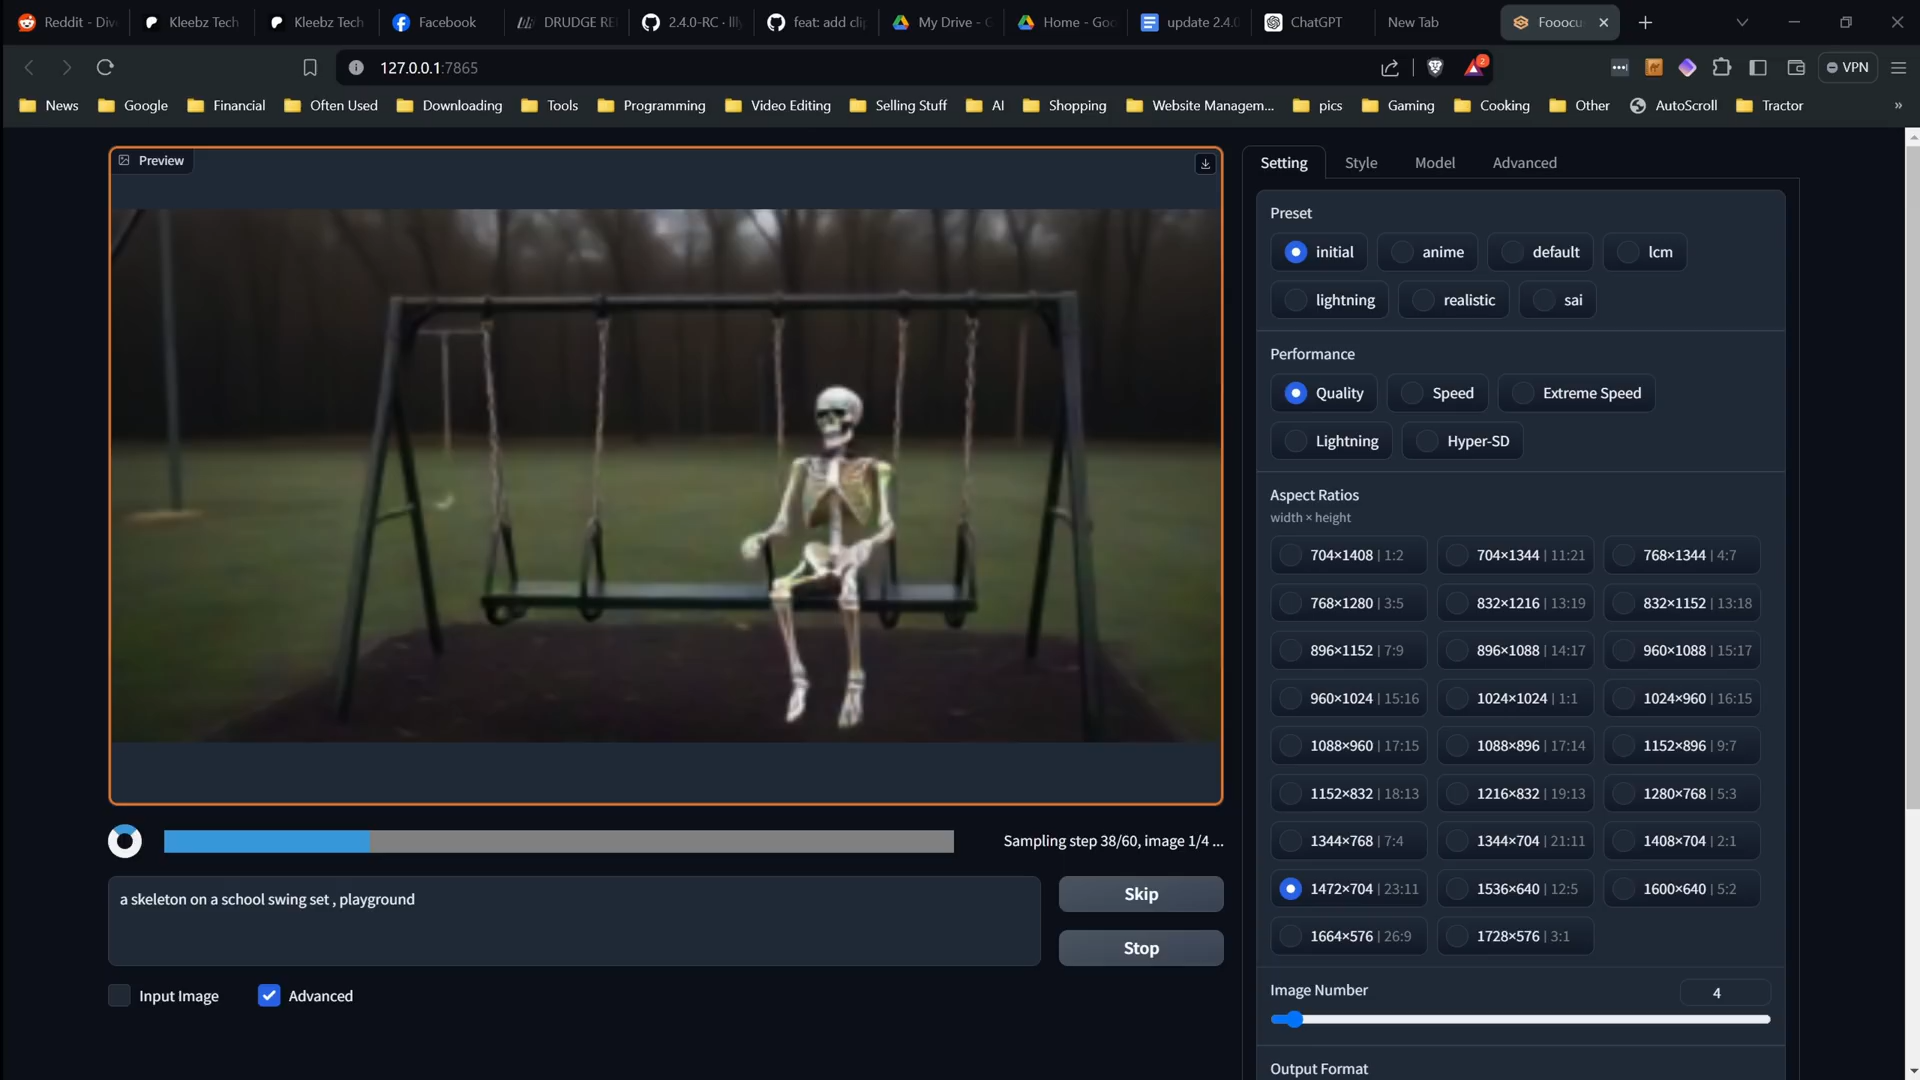 Reddit - Div
Kleebz Tech
Kleebz Tech
Facebook
DRUDGE RE
2.4.0-RC · lly
feat: add clip
My Drive - G
Home - Goo
update 2.4.0
ChatGPT
New Tab
Fooocus
127.0.0.1:7865
2
VPN
News
Google
Financial
Often Used
Downloading
Tools
Programming
Video Editing
Selling Stuff
AI
Shopping
Website Managem...
pics
Gaming
Cooking
Other
AutoScroll
Tractor
»
Preview
Setting
Style
Model
Advanced
Preset
initial
anime
default
lcm
lightning
realistic
sai
Performance
Quality
Speed
Extreme Speed
Lightning
Hyper-SD
Aspect Ratios
width × height
704×1408 | 1:2
704×1344 | 11:21
768×1344 | 4:7
768×1280 | 3:5
832×1216 | 13:19
832×1152 | 13:18
896×1152 | 7:9
896×1088 | 14:17
960×1088 | 15:17
960×1024 | 15:16
1024×1024 | 1:1
1024×960 | 16:15
1088×960 | 17:15
1088×896 | 17:14
1152×896 | 9:7
1152×832 | 18:13
1216×832 | 19:13
1280×768 | 5:3
1344×768 | 7:4
1344×704 | 21:11
1408×704 | 2:1
1472×704 | 23:11
1536×640 | 12:5
1600×640 | 5:2
1664×576 | 26:9
1728×576 | 3:1
Image Number
4
Output Format
Sampling step 38/60, image 1/4 ...
a skeleton on a school swing set , playground
Skip
Stop
Input Image
Advanced